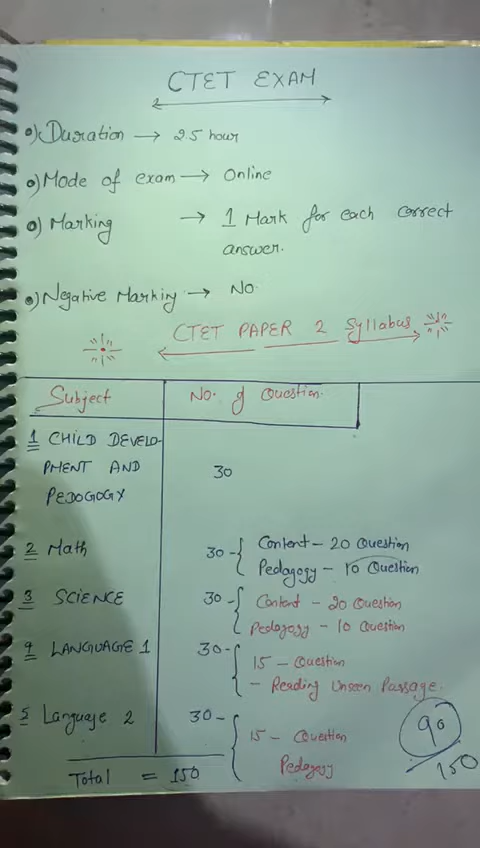 CTET EXAM
Duration → 2.5 hour
Mode of exam → Online
Marking → 1 Mark for each correct
answer.
Negative Marking → No.
CTET PAPER 2 Syllabus
Subject No. of Question.
1 CHILD DEVELO-
PMENT AND 30
PEDOGOGY
2 Math 30 - { Content - 20 Question
Pedagogy - 10 Question
3 SCIENCE 30 - { Content - 20 Question
Pedagogy - 10 Question
4 LANGUAGE 1 30 - { 15 - Question
- Reading Unseen Passage.
5 Language 2 30 - { 15 - Question
Pedagogy
Total = 150
90
150